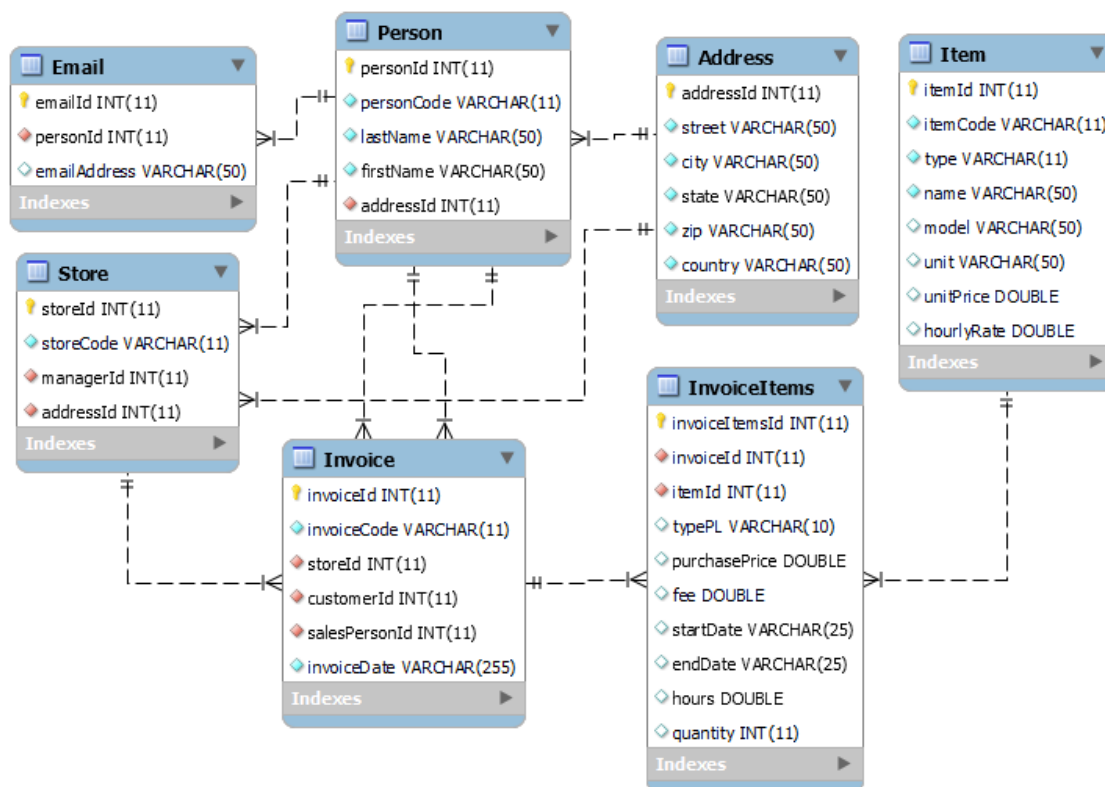 Email
emailId INT(11)
personId INT(11)
emailAddress VARCHAR(50)
Indexes
Person
personId INT(11)
personCode VARCHAR(11)
lastName VARCHAR(50)
firstName VARCHAR(50)
addressId INT(11)
Indexes
Address
addressId INT(11)
street VARCHAR(50)
city VARCHAR(50)
state VARCHAR(50)
zip VARCHAR(50)
country VARCHAR(50)
Indexes
Item
itemId INT(11)
itemCode VARCHAR(11)
type VARCHAR(11)
name VARCHAR(50)
model VARCHAR(50)
unit VARCHAR(50)
unitPrice DOUBLE
hourlyRate DOUBLE
Indexes
Store
storeId INT(11)
storeCode VARCHAR(11)
managerId INT(11)
addressId INT(11)
Indexes
Invoice
invoiceId INT(11)
invoiceCode VARCHAR(11)
storeId INT(11)
customerId INT(11)
salesPersonId INT(11)
invoiceDate VARCHAR(255)
Indexes
InvoiceItems
invoiceItemsId INT(11)
invoiceId INT(11)
itemId INT(11)
typePL VARCHAR(10)
purchasePrice DOUBLE
fee DOUBLE
startDate VARCHAR(25)
endDate VARCHAR(25)
hours DOUBLE
quantity INT(11)
Indexes